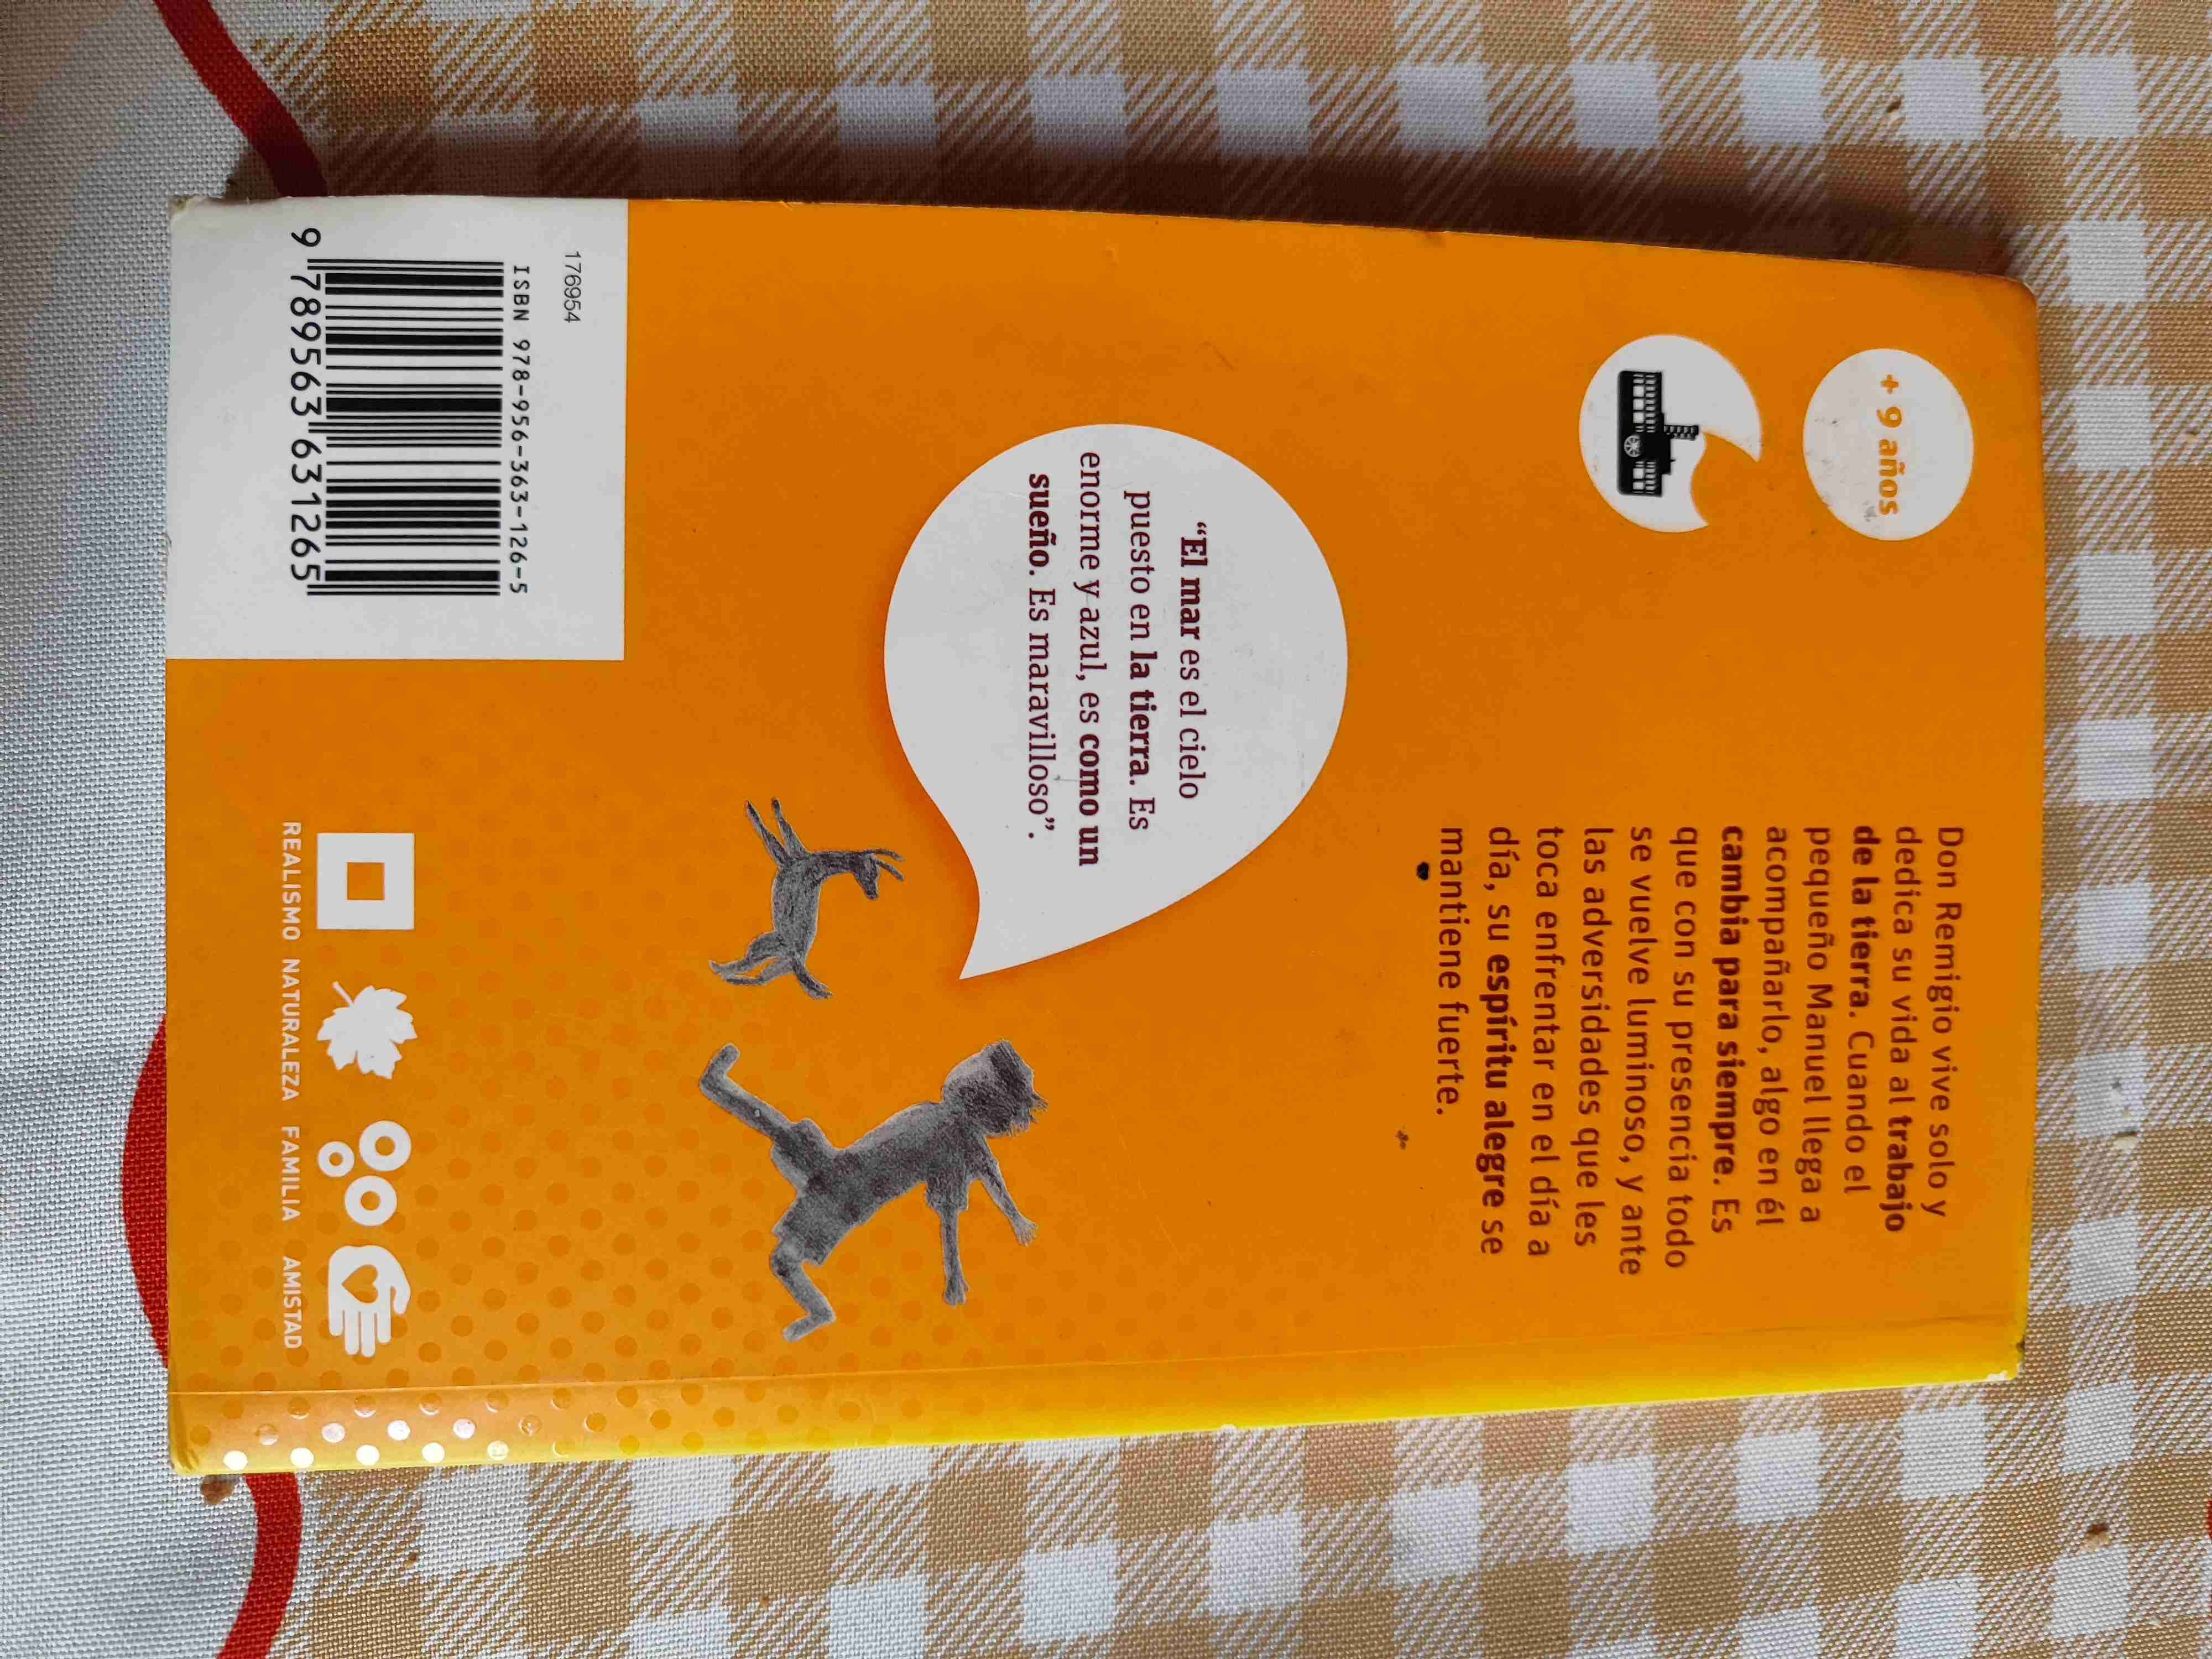 + 9 años
Don Remigio vive solo y
dedica su vida al trabajo
de la tierra. Cuando el
pequeño Manuel llega a
acompañarlo, algo en él
cambia para siempre. Es
que con su presencia todo
se vuelve luminoso, y ante
las adversidades que les
toca enfrentar en el día a
día, su espíritu alegre se
mantiene fuerte.
“El mar es el cielo
puesto en la tierra. Es
enorme y azul, es como un
sueño. Es maravilloso”.
176954
ISBN 978-956-363-126-5
9 789563 631265
REALISMO NATURALEZA FAMILIA AMISTAD